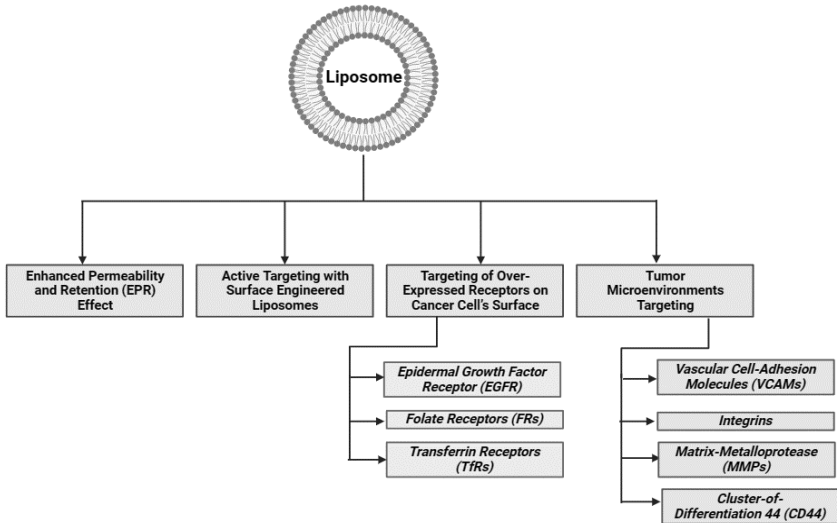 Liposome
Enhanced Permeability
and Retention (EPR)
Effect
Active Targeting with
Surface Engineered
Liposomes
Targeting of Over-
Expressed Receptors on
Cancer Cell's Surface
Tumor
Microenvironments
Targeting
Epidermal Growth Factor
Receptor (EGFR)
Folate Receptors (FRs)
Transferrin Receptors
(TfRs)
Vascular Cell-Adhesion
Molecules (VCAMs)
Integrins
Matrix-Metalloprotease
(MMPs)
Cluster-of-
Differentiation 44 (CD44)